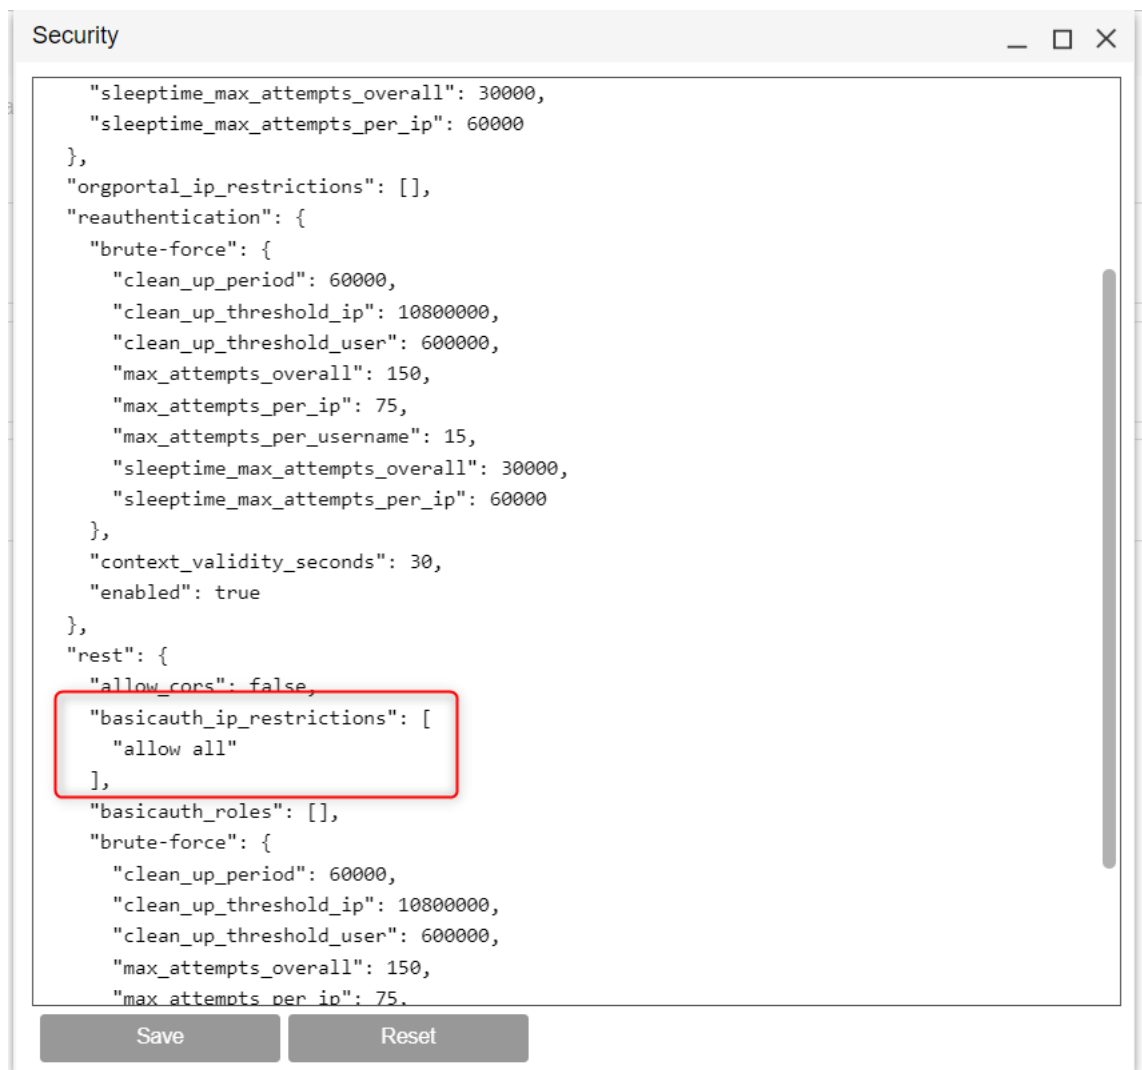 Security
"sleeptime_max_attempts_overall": 30000,
"sleeptime_max_attempts_per_ip": 60000
},
"orgportal_ip_restrictions": [],
"reauthentication": {
"brute-force": {
"clean_up_period": 60000,
"clean_up_threshold_ip": 10800000,
"clean_up_threshold_user": 600000,
"max_attempts_overall": 150,
"max_attempts_per_ip": 75,
"max_attempts_per_username": 15,
"sleeptime_max_attempts_overall": 30000,
"sleeptime_max_attempts_per_ip": 60000
},
"context_validity_seconds": 30,
"enabled": true
},
"rest": {
"allow_cors": false,
"basicauth_ip_restrictions": [
"allow all"
],
"basicauth_roles": [],
"brute-force": {
"clean_up_period": 60000,
"clean_up_threshold_ip": 10800000,
"clean_up_threshold_user": 600000,
"max_attempts_overall": 150,
"max_attempts_per_ip": 75,
Save Reset